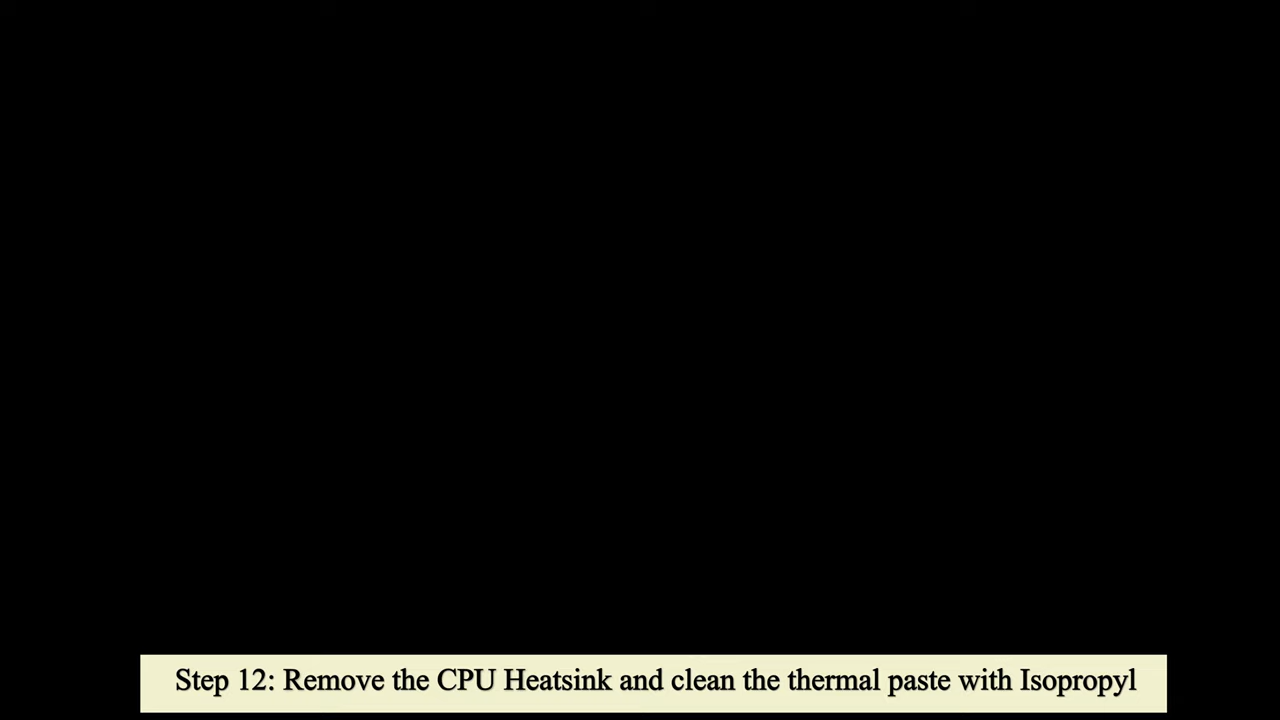 Step 12: Remove the CPU Heatsink and clean the thermal paste with Isopropyl